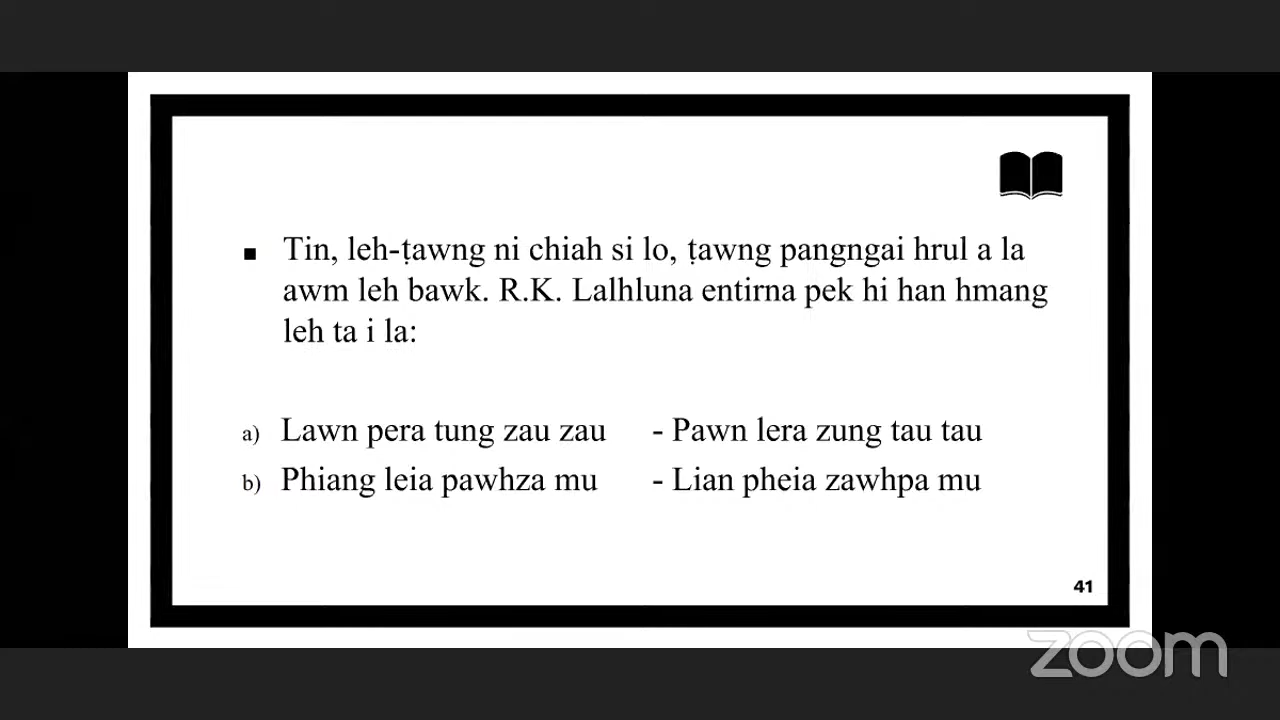 ▪ Tin, leh-ṭawng ni chiah si lo, ṭawng pangngai hrul a la
awm leh bawk. R.K. Lalhluna entirna pek hi han hmang
leh ta i la:
a) Lawn pera tung zau zau - Pawn lera zung tau tau
b) Phiang leia pawhza mu - Lian pheia zawhpa mu
41
zoom